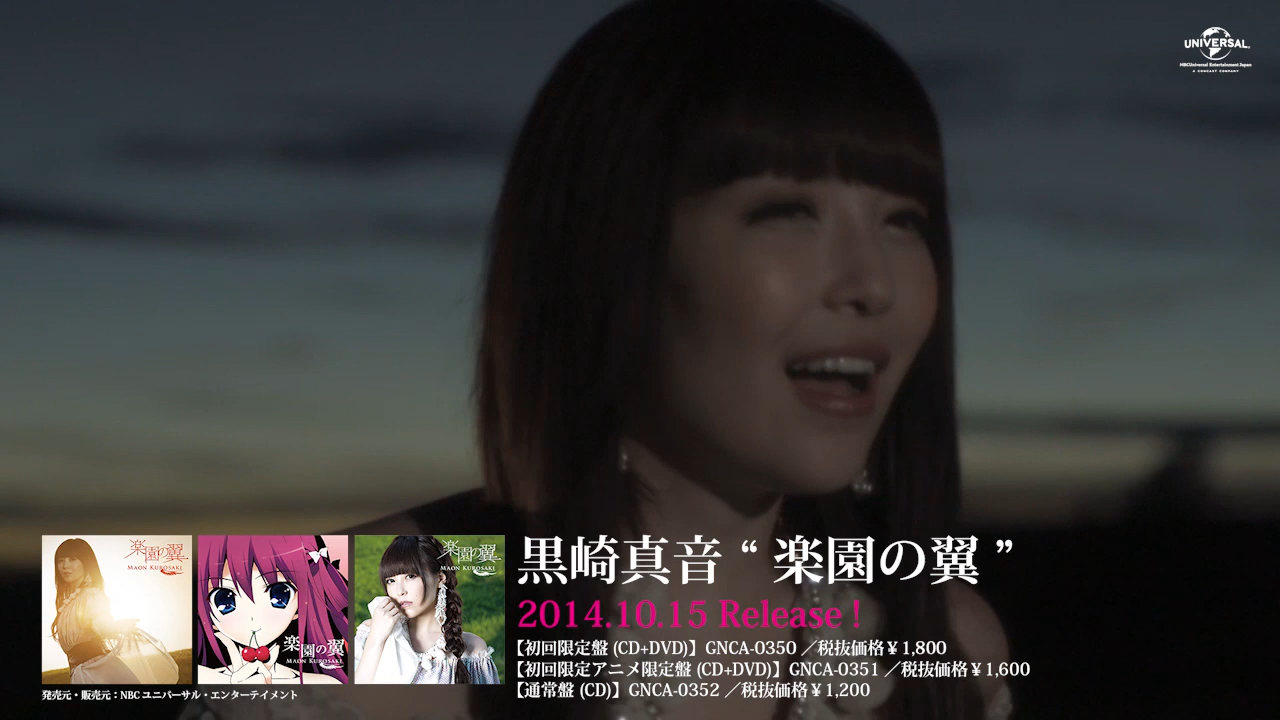 UNIVERSAL
NBCUniversal Entertainment Japan
A COMCAST COMPANY
楽園の翼
MAON KUROSAKI
楽園の翼
MAON KUROSAKI
楽園の翼
MAON KUROSAKI
黒崎真音 “ 楽園の翼 ”
2014.10.15 Release !
【初回限定盤 (CD+DVD)】GNCA-0350 ／税抜価格￥1,800
【初回限定アニメ限定盤 (CD+DVD)】GNCA-0351 ／税抜価格￥1,600
【通常盤 (CD)】GNCA-0352 ／税抜価格￥1,200
発売元・販売元：NBC ユニバーサル・エンターテイメント